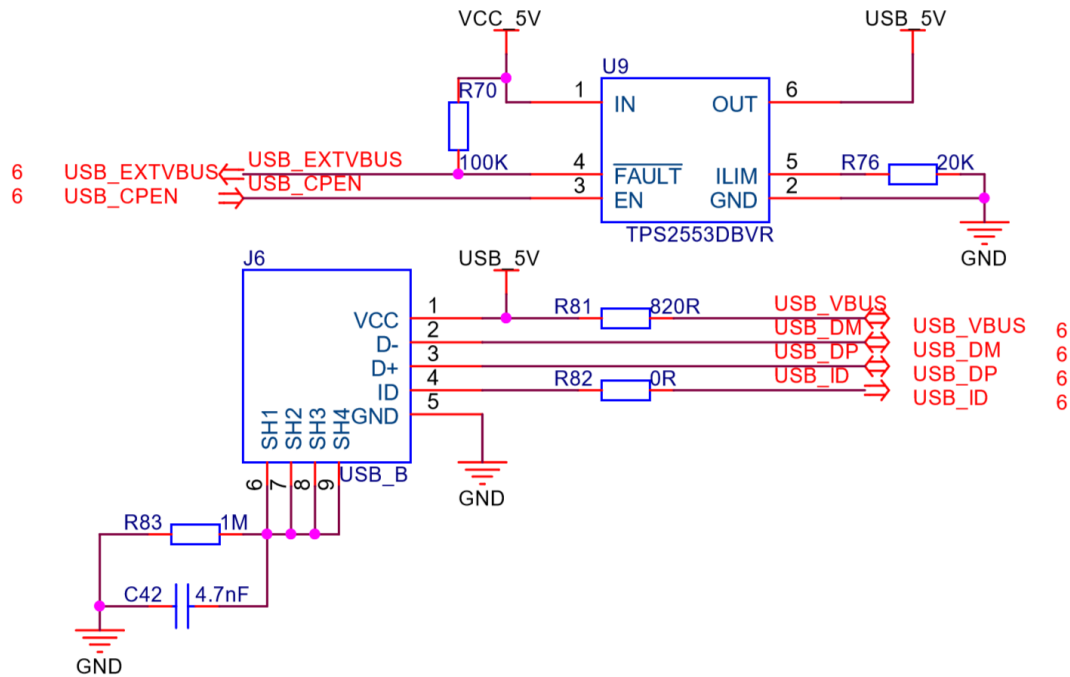 VCC_5V
USB_5V
U9
R70
1
IN
OUT
6
6
USB_EXTVBUS
USB_EXTVBUS
100K
4
FAULT
ILIM
5
R76
20K
6
USB_CPEN
USB_CPEN
3
EN
GND
2
TPS2553DBVR
GND
J6
USB_5V
VCC
1
R81
820R
USB_VBUS
USB_VBUS
6
D-
2
USB_DM
USB_DM
6
D+
3
USB_DP
USB_DP
6
ID
4
R82
0R
USB_ID
USB_ID
6
GND
5
SH1
SH2
SH3
SH4
USB_B
6
7
8
9
GND
R83
1M
C42
4.7nF
GND